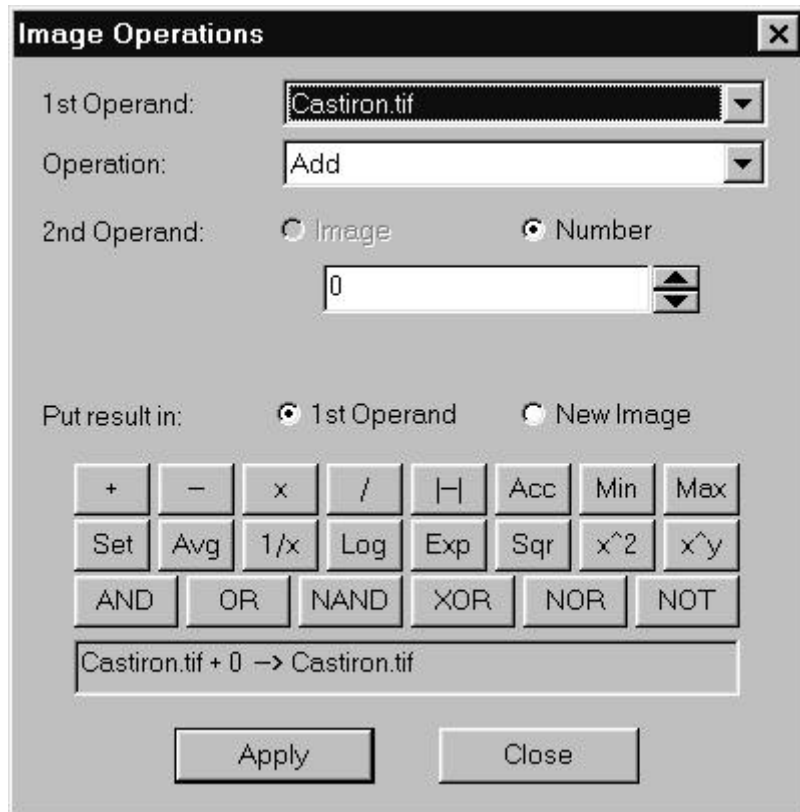 Image Operations
1st Operand: Castiron.tif
Operation: Add
2nd Operand: Image Number
0
Put result in: 1st Operand New Image
+ − x / |−| Acc Min Max
Set Avg 1/x Log Exp Sqr x^2 x^y
AND OR NAND XOR NOR NOT
Castiron.tif + 0 --> Castiron.tif
Apply Close